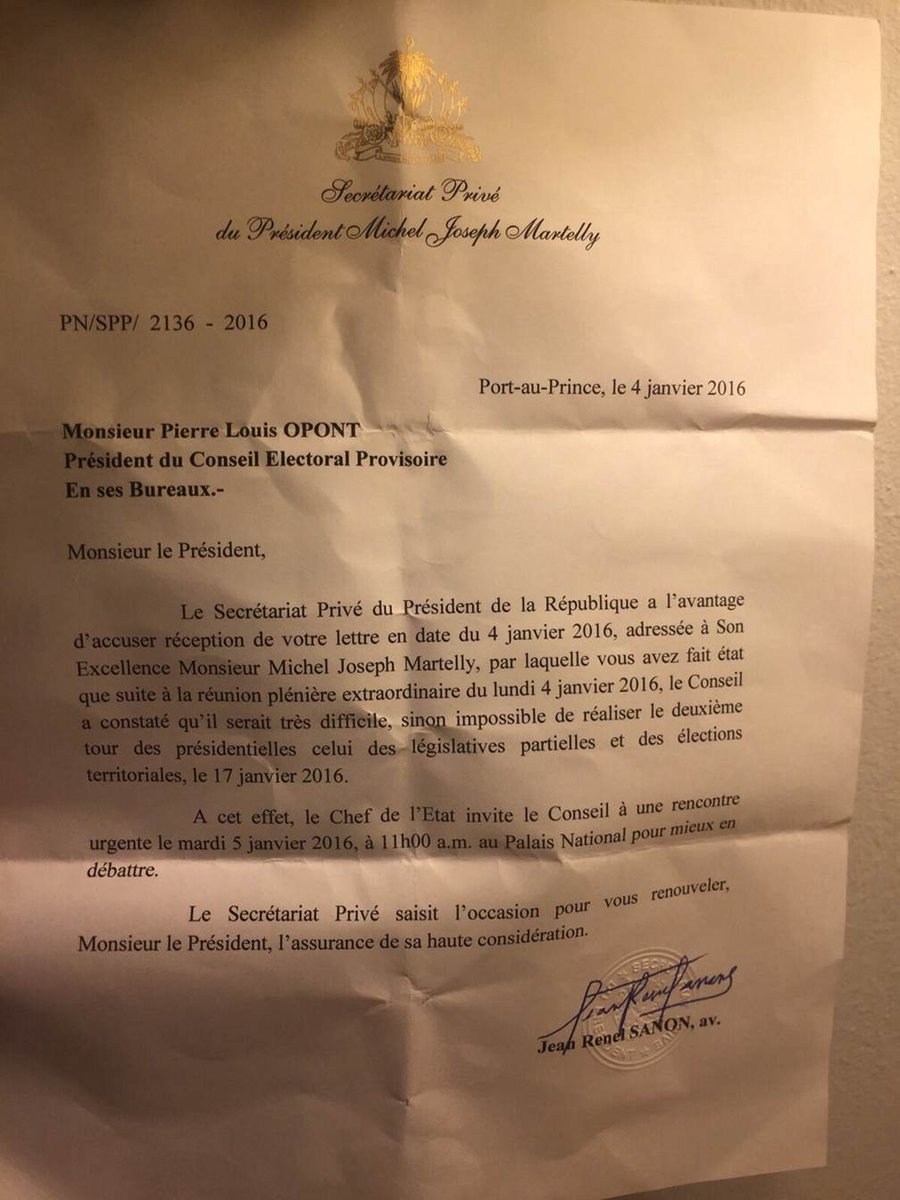 Secrétariat Privé
du Président Michel Joseph Martelly
PN/SPP/ 2136 - 2016
Port-au-Prince, le 4 janvier 2016
Monsieur Pierre Louis OPONT
Président du Conseil Electoral Provisoire
En ses Bureaux.-
Monsieur le Président,
Le Secrétariat Privé du Président de la République a l’avantage
d’accuser réception de votre lettre en date du 4 janvier 2016, adressée à Son
Excellence Monsieur Michel Joseph Martelly, par laquelle vous avez fait état
que suite à la réunion plénière extraordinaire du lundi 4 janvier 2016, le Conseil
a constaté qu’il serait très difficile, sinon impossible de réaliser le deuxième
tour des présidentielles celui des législatives partielles et des élections
territoriales, le 17 janvier 2016.
A cet effet, le Chef de l’Etat invite le Conseil à une rencontre
urgente le mardi 5 janvier 2016, à 11h00 a.m. au Palais National pour mieux en
débattre.
Le Secrétariat Privé saisit l’occasion pour vous renouveler,
Monsieur le Président, l’assurance de sa haute considération.
Jean Renel SANON, av.